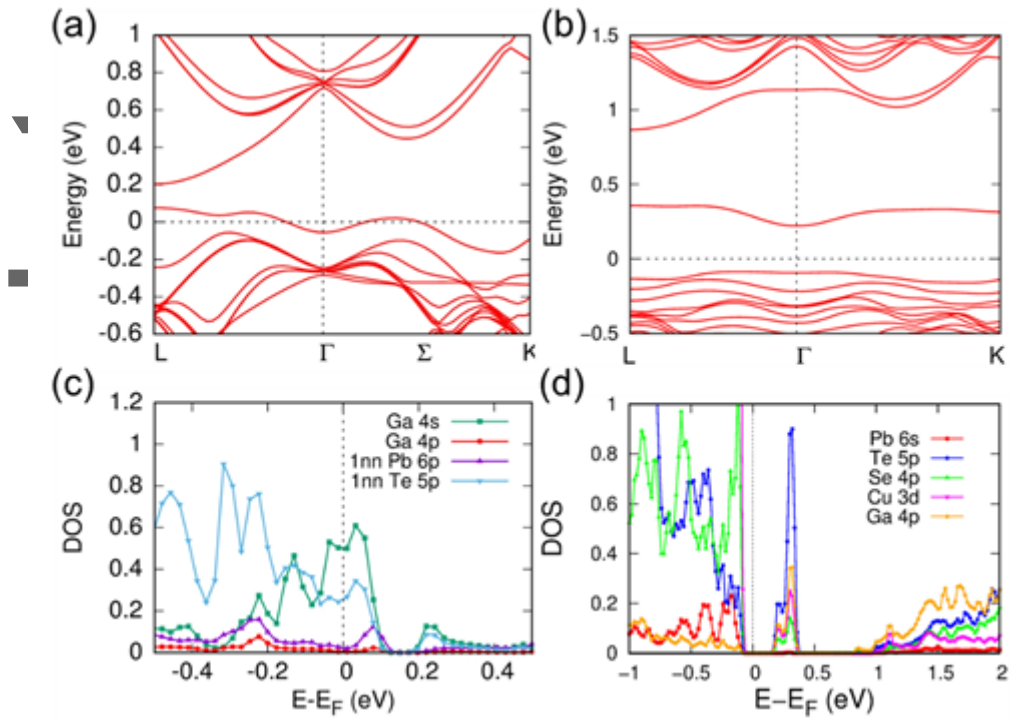 (a)
Energy (eV)
1
0.8
0.6
0.4
0.2
0
-0.2
-0.4
-0.6
L Γ Σ K
(b)
Energy (eV)
1.5
1
0.5
0
−0.5
L Γ K
(c)
DOS
1.2
1
0.8
0.6
0.4
0.2
0
Ga 4s
Ga 4p
1nn Pb 6p
1nn Te 5p
-0.4 -0.2 0 0.2 0.4
E-EF (eV)
(d)
DOS
1
0.8
0.6
0.4
0.2
0
Pb 6s
Te 5p
Se 4p
Cu 3d
Ga 4p
−1 −0.5 0 0.5 1 1.5 2
E−EF (eV)